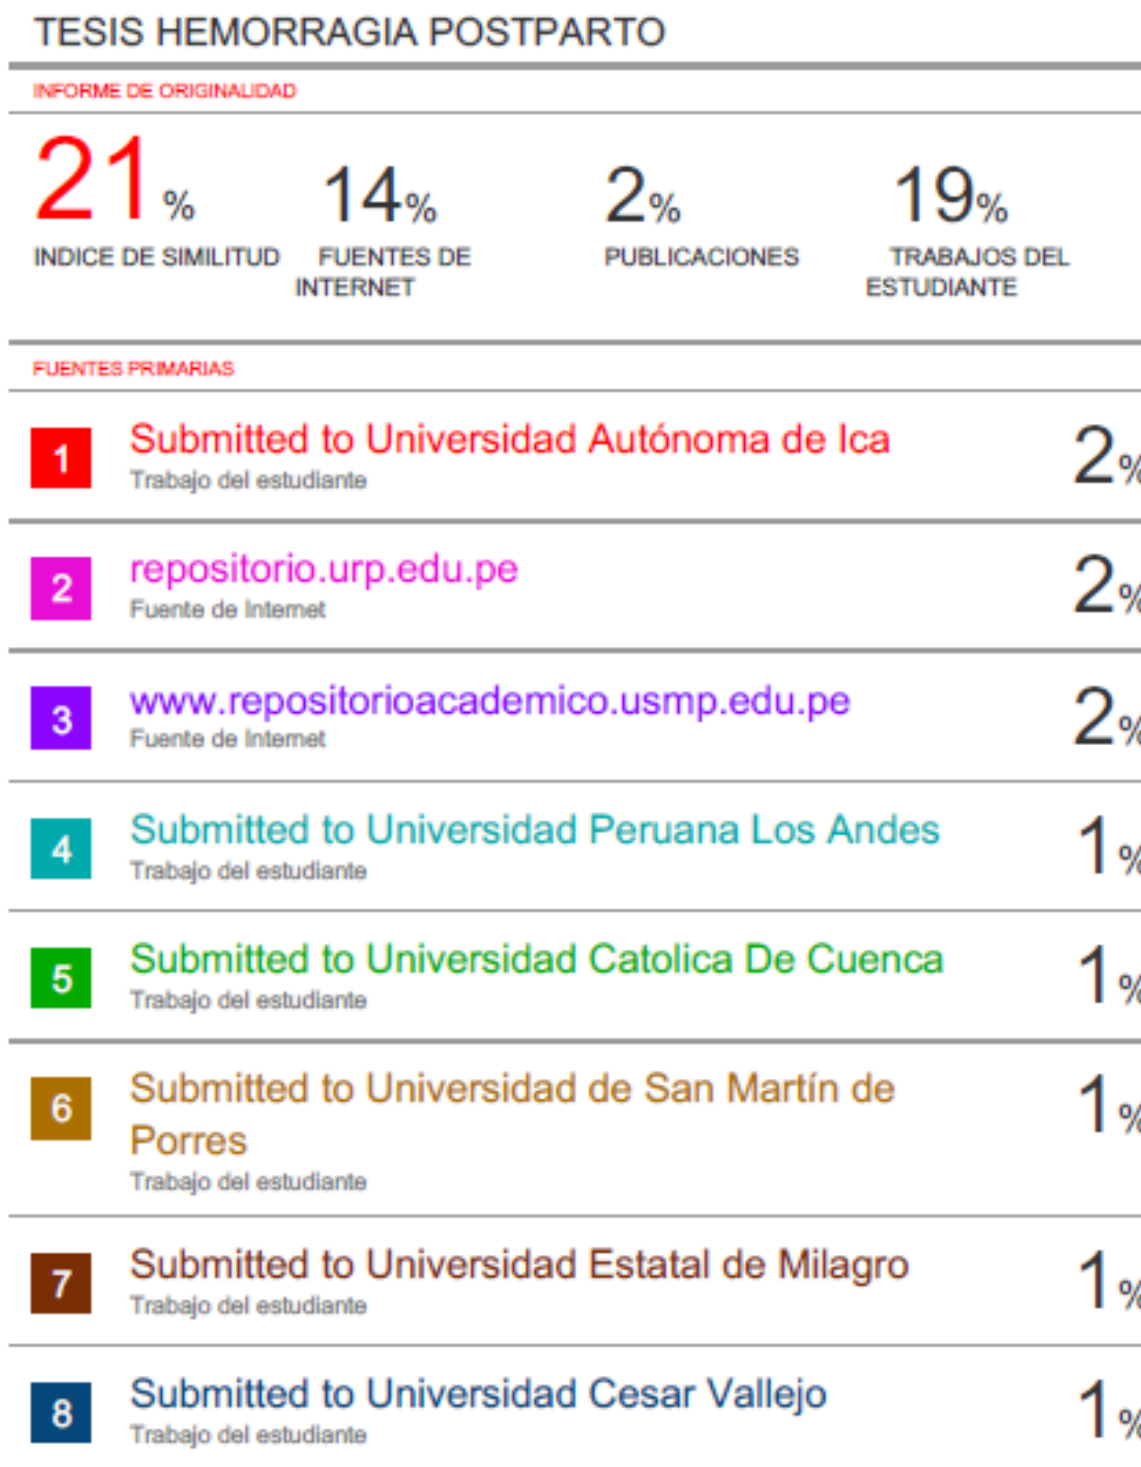 TESIS HEMORRAGIA POSTPARTO
INFORME DE ORIGINALIDAD
21% 14% 2% 19%
INDICE DE SIMILITUD FUENTES DE PUBLICACIONES TRABAJOS DEL
INTERNET ESTUDIANTE
FUENTES PRIMARIAS
1 Submitted to Universidad Autónoma de Ica 2%
Trabajo del estudiante
2 repositorio.urp.edu.pe 2%
Fuente de Internet
3 www.repositorioacademico.usmp.edu.pe 2%
Fuente de Internet
4 Submitted to Universidad Peruana Los Andes 1%
Trabajo del estudiante
5 Submitted to Universidad Catolica De Cuenca 1%
Trabajo del estudiante
6 Submitted to Universidad de San Martín de 1%
Porres
Trabajo del estudiante
7 Submitted to Universidad Estatal de Milagro 1%
Trabajo del estudiante
8 Submitted to Universidad Cesar Vallejo 1%
Trabajo del estudiante